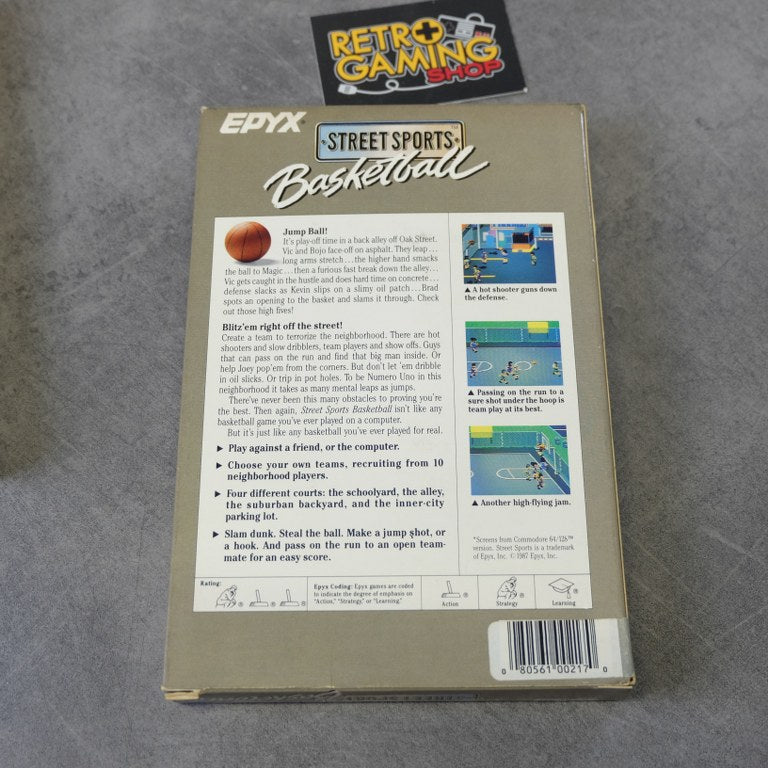 RETRO
GAMING
SHOP
EPYX®
STREET SPORTS™
Basketball
Jump Ball!
It's play-off time in a back alley off Oak Street.
Vic and Bojo face-off on asphalt. They leap...
long arms stretch...the higher hand smacks
the ball to Magic...then a furious fast break down the alley...
Vic gets caught in the hustle and does hard time on concrete...
defense slacks as Kevin slips on a slimy oil patch...Brad
spots an opening to the basket and slams it through. Check
out those high fives!
Blitz'em right off the street!
Create a team to terrorize the neighborhood. There are hot
shooters and slow dribblers, team players and show offs. Guys
that can pass on the run and find that big man inside. Or
help Joey pop'em from the corners. But don't let 'em dribble
in oil slicks. Or trip in pot holes. To be Numero Uno in this
neighborhood it takes as many mental leaps as jumps.
There've never been this many obstacles to proving you're
the best. Then again, Street Sports Basketball isn't like any
basketball game you've ever played on a computer.
But it's just like any basketball you've ever played for real.
▶ Play against a friend, or the computer.
▶ Choose your own teams, recruiting from 10
neighborhood players.
▶ Four different courts: the schoolyard, the alley,
the suburban backyard, and the inner-city
parking lot.
▶ Slam dunk. Steal the ball. Make a jump shot, or
a hook. And pass on the run to an open team-
mate for an easy score.
▲ A hot shooter guns down
the defense.
▲ Passing on the run to a
sure shot under the hoop is
team play at its best.
▲ Another high-flying jam.
*Screens from Commodore 64/128™
version. Street Sports is a trademark
of Epyx, Inc. ©1987 Epyx, Inc.
Rating:
Epyx Coding: Epyx games are coded
to indicate the degree of emphasis on
"Action," "Strategy," or "Learning."
Action
Strategy
Learning
0 80561 00217 0